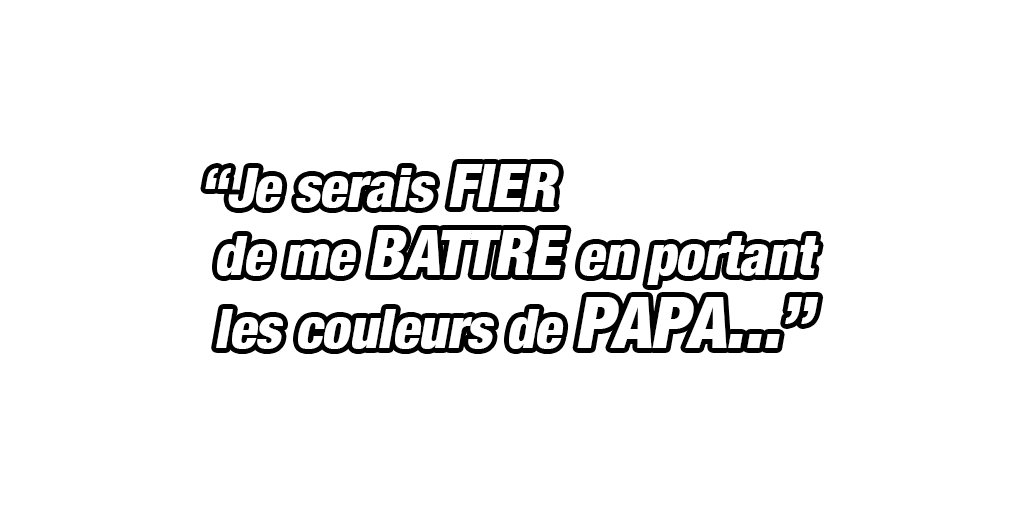 “Je serais FIER
de me BATTRE en portant
les couleurs de PAPA...”